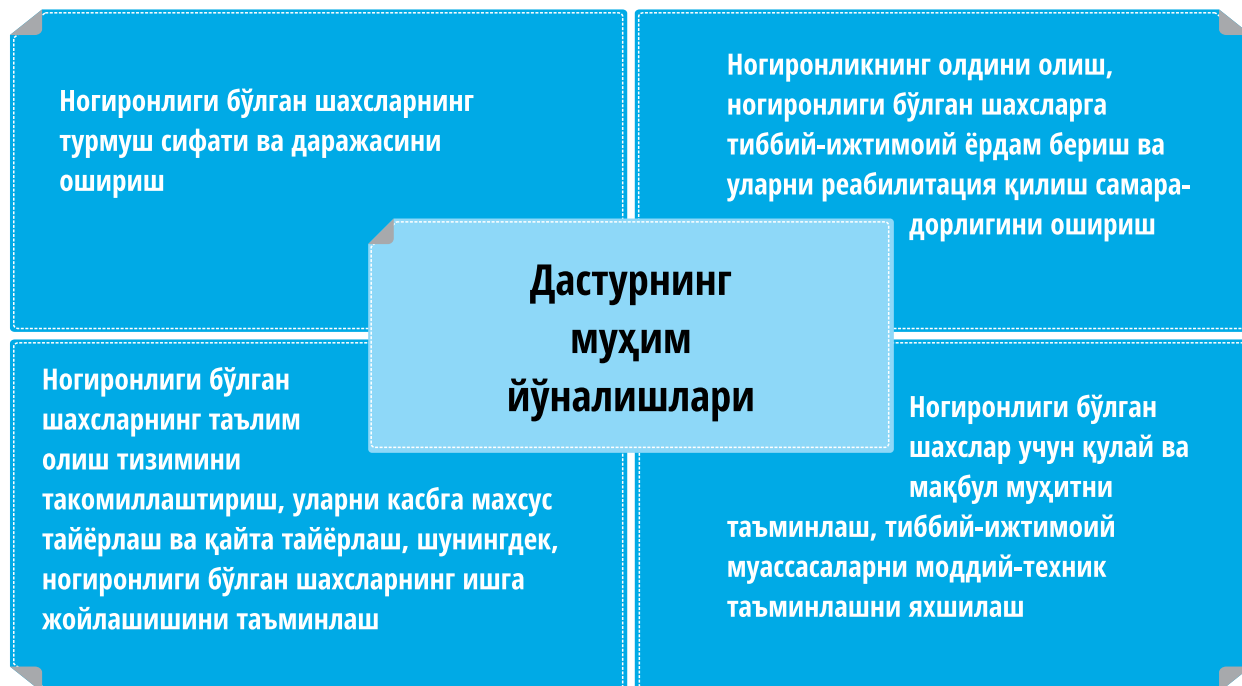 Ногиронлиги бўлган шахсларнинг
турмуш сифати ва даражасини
ошириш
Ногиронликнинг олдини олиш,
ногиронлиги бўлган шахсларга
тиббий-ижтимоий ёрдам бериш ва
уларни реабилитация қилиш самара-
дорлигини ошириш
Дастурнинг
муҳим
йўналишлари
Ногиронлиги бўлган
шахсларнинг таълим
олиш тизимини
такомиллаштириш, уларни касбга махсус
тайёрлаш ва қайта тайёрлаш, шунингдек,
ногиронлиги бўлган шахсларнинг ишга
жойлашишини таъминлаш
Ногиронлиги бўлган
шахслар учун қулай ва
мақбул муҳитни
таъминлаш, тиббий-ижтимоий
муассасаларни моддий-техник
таъминлашни яхшилаш